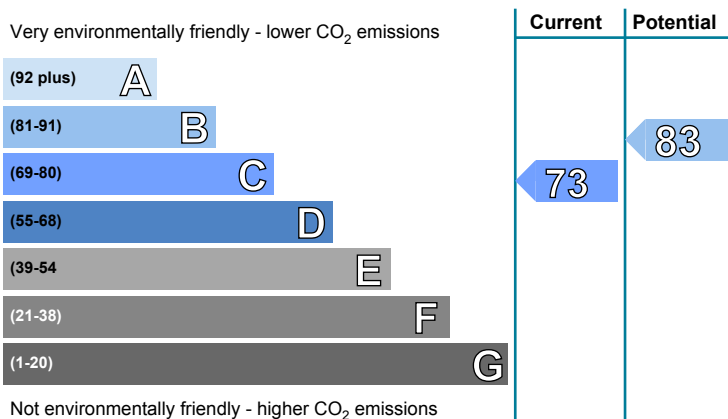 Current Potential
Very environmentally friendly - lower CO2 emissions
(92 plus) A
(81-91) B
83
(69-80) C
73
(55-68) D
(39-54 E
(21-38) F
(1-20) G
Not environmentally friendly - higher CO2 emissions